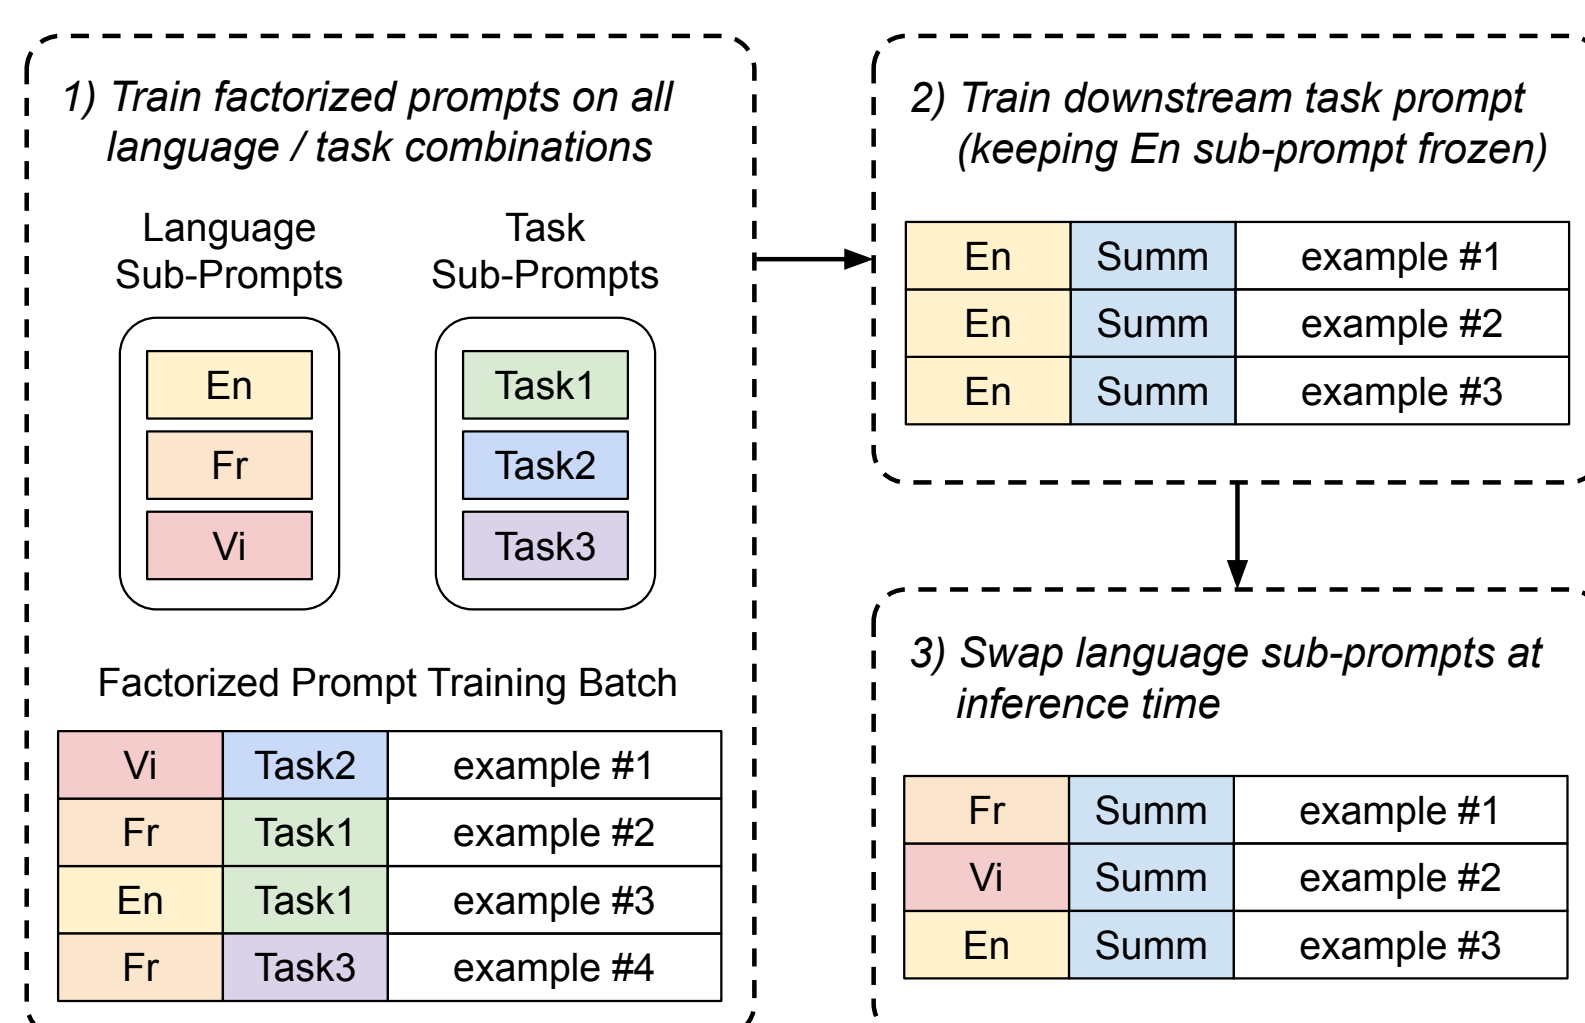 1) Train factorized prompts on all
language / task combinations
Language
Sub-Prompts
Task
Sub-Prompts
En
Fr
Vi
Task1
Task2
Task3
Factorized Prompt Training Batch
Vi Task2 example #1
Fr Task1 example #2
En Task1 example #3
Fr Task3 example #4
2) Train downstream task prompt
(keeping En sub-prompt frozen)
En Summ example #1
En Summ example #2
En Summ example #3
3) Swap language sub-prompts at
inference time
Fr Summ example #1
Vi Summ example #2
En Summ example #3